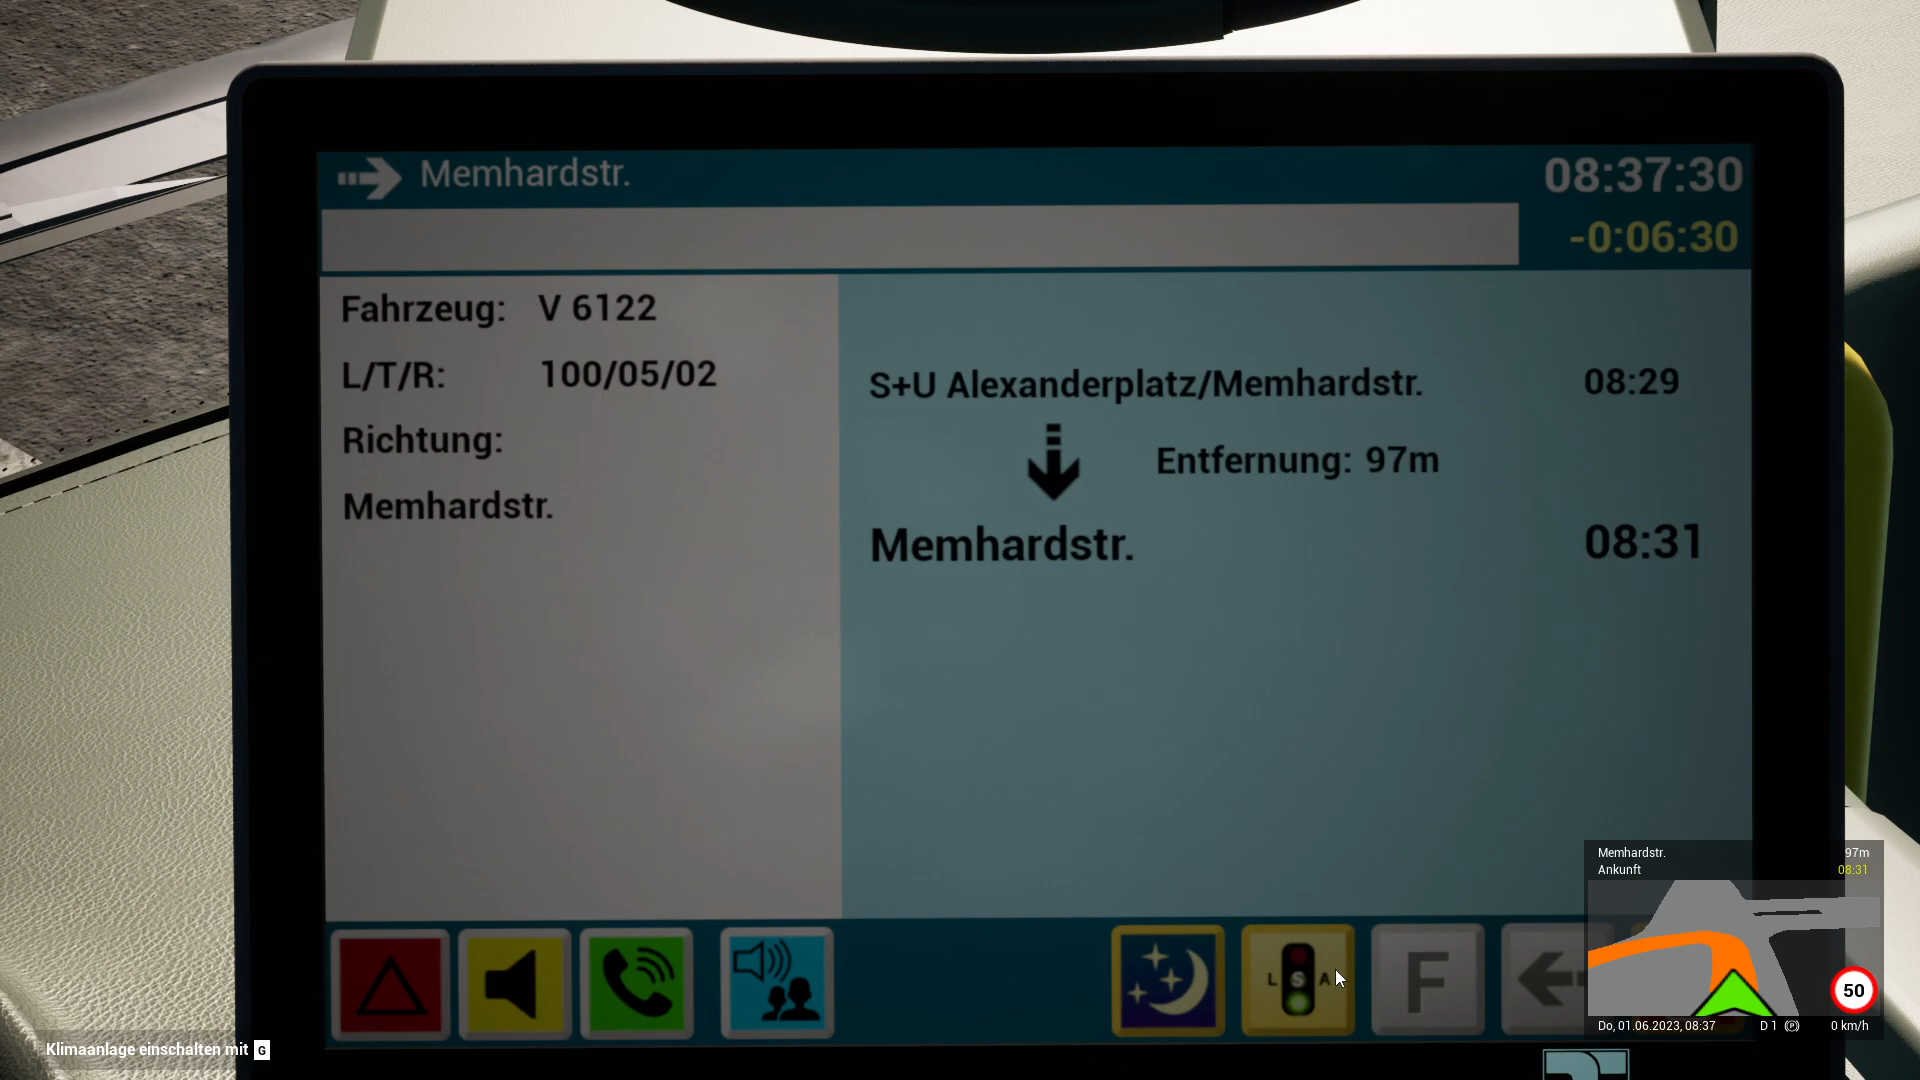 Memhardstr.
08:37:30
-0:06:30
Fahrzeug: V 6122
L/T/R: 100/05/02
Richtung:
Memhardstr.
S+U Alexanderplatz/Memhardstr. 08:29
Entfernung: 97m
Memhardstr. 08:31
L S A
F
Memhardstr. 97m
Ankunft 08:31
50
Do, 01.06.2023, 08:37 D 1 P 0 km/h
Klimaanlage einschalten mit G